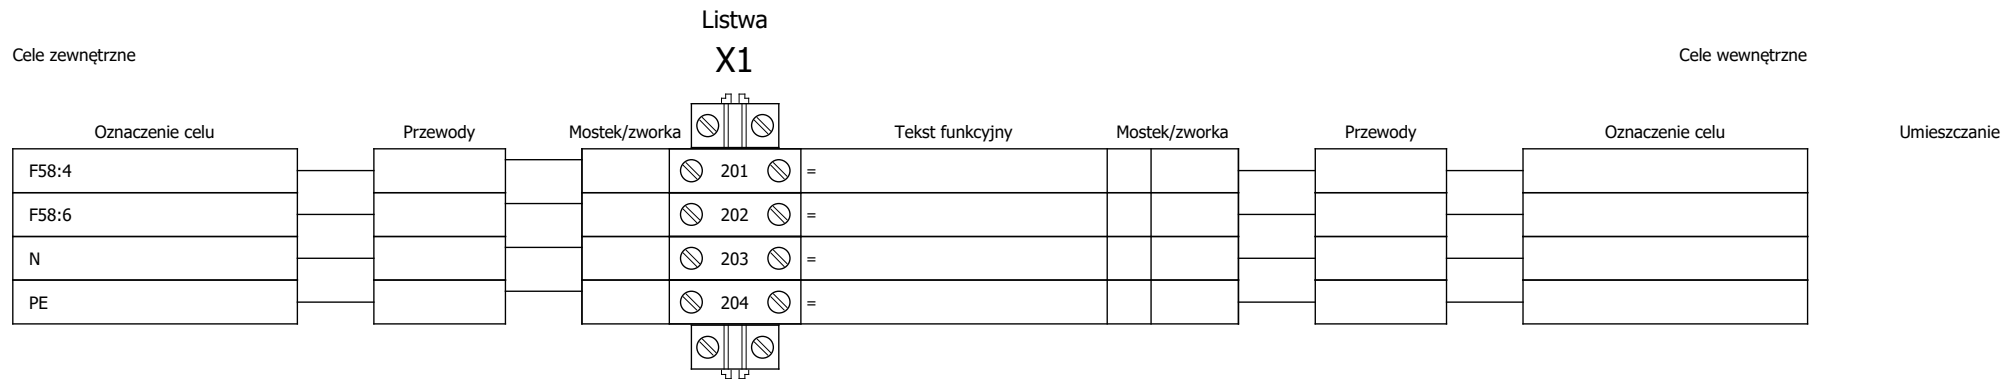 Listwa
X1
Cele zewnętrzne
Cele wewnętrzne
Oznaczenie celu Przewody Mostek/zworka Tekst funkcyjny Mostek/zworka Przewody Oznaczenie celu Umieszczanie
F58:4 201 =
F58:6 202 =
N 203 =
PE 204 =